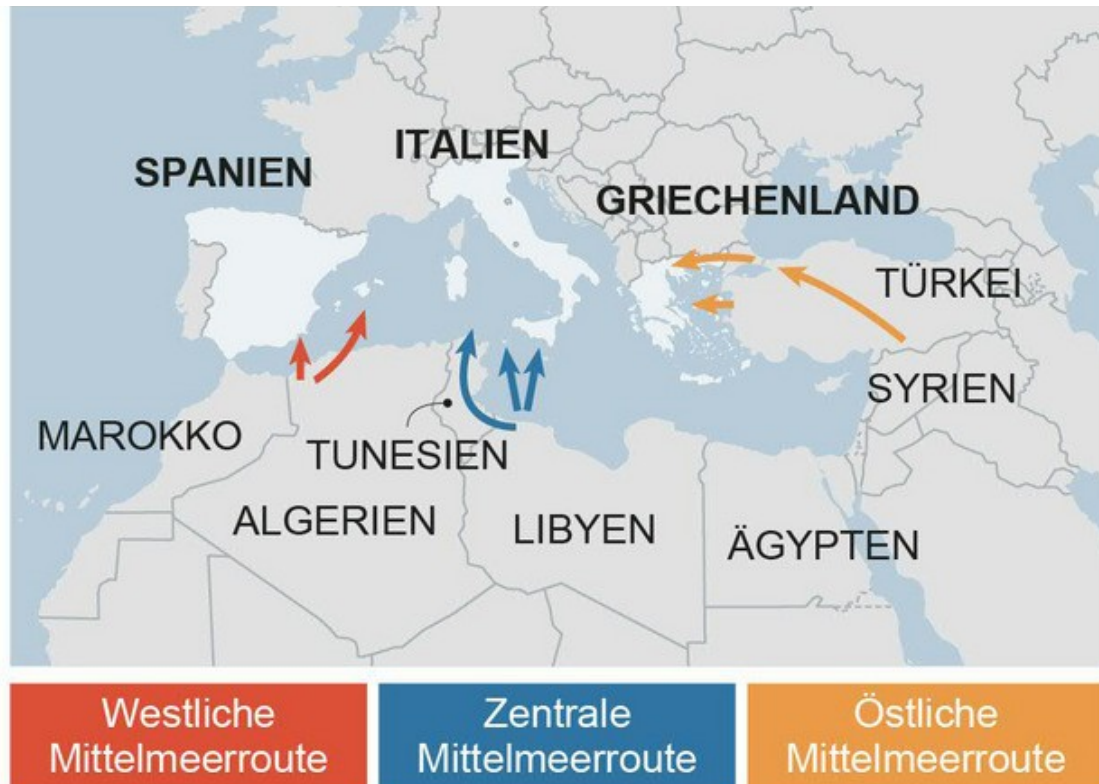 ITALIEN
SPANIEN
GRIECHENLAND
TÜRKEI
SYRIEN
MAROKKO
TUNESIEN
ALGERIEN
LIBYEN
ÄGYPTEN
Westliche
Mittelmeerroute
Zentrale
Mittelmeerroute
Östliche
Mittelmeerroute